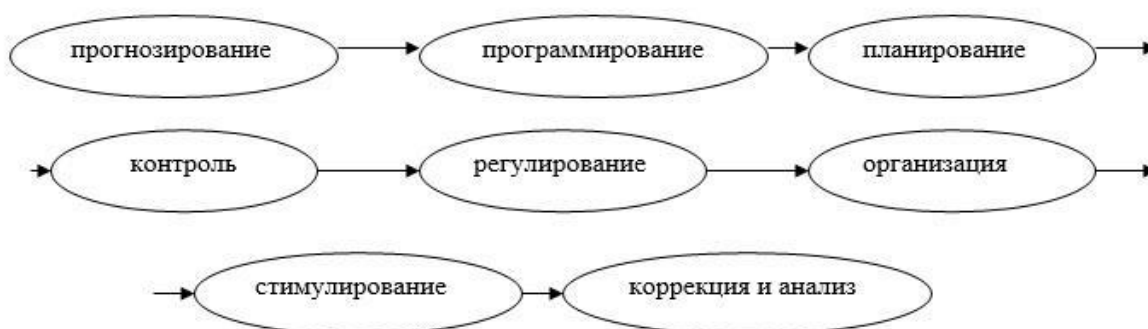 прогнозирование программирование планирование
контроль регулирование организация
стимулирование коррекция и анализ